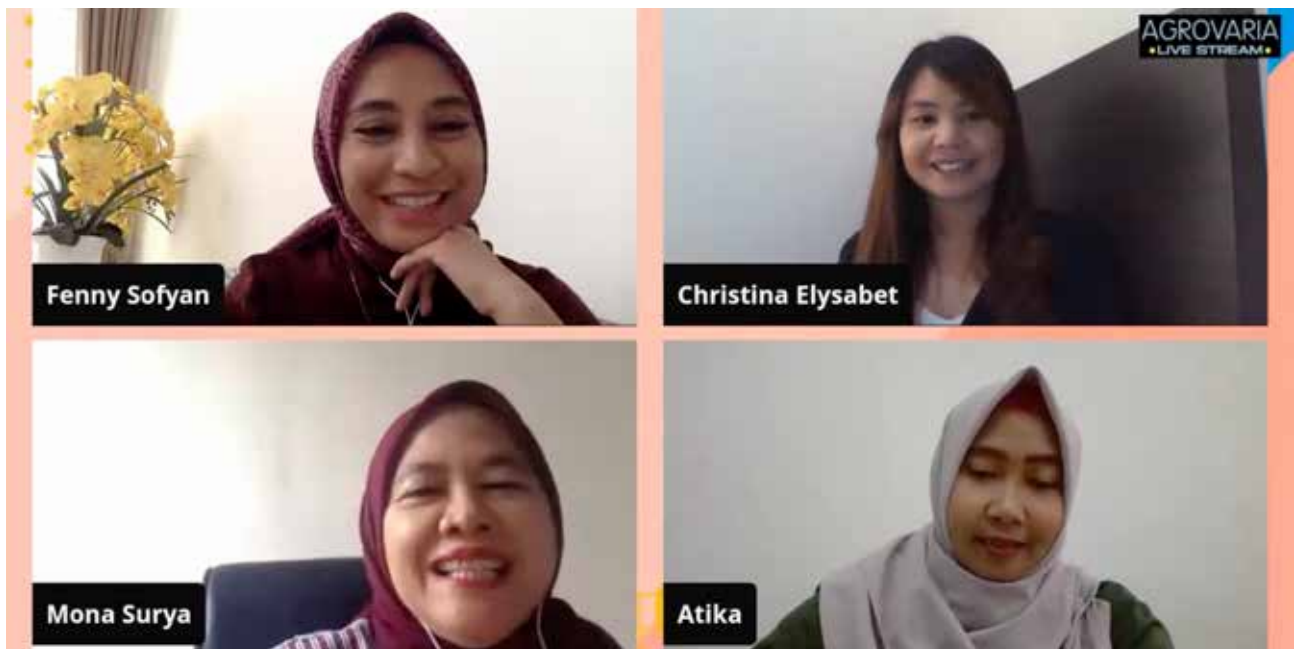 AGROVARIA
•LIVE STREAM•
Fenny Sofyan
Christina Elysabet
Mona Surya
Atika